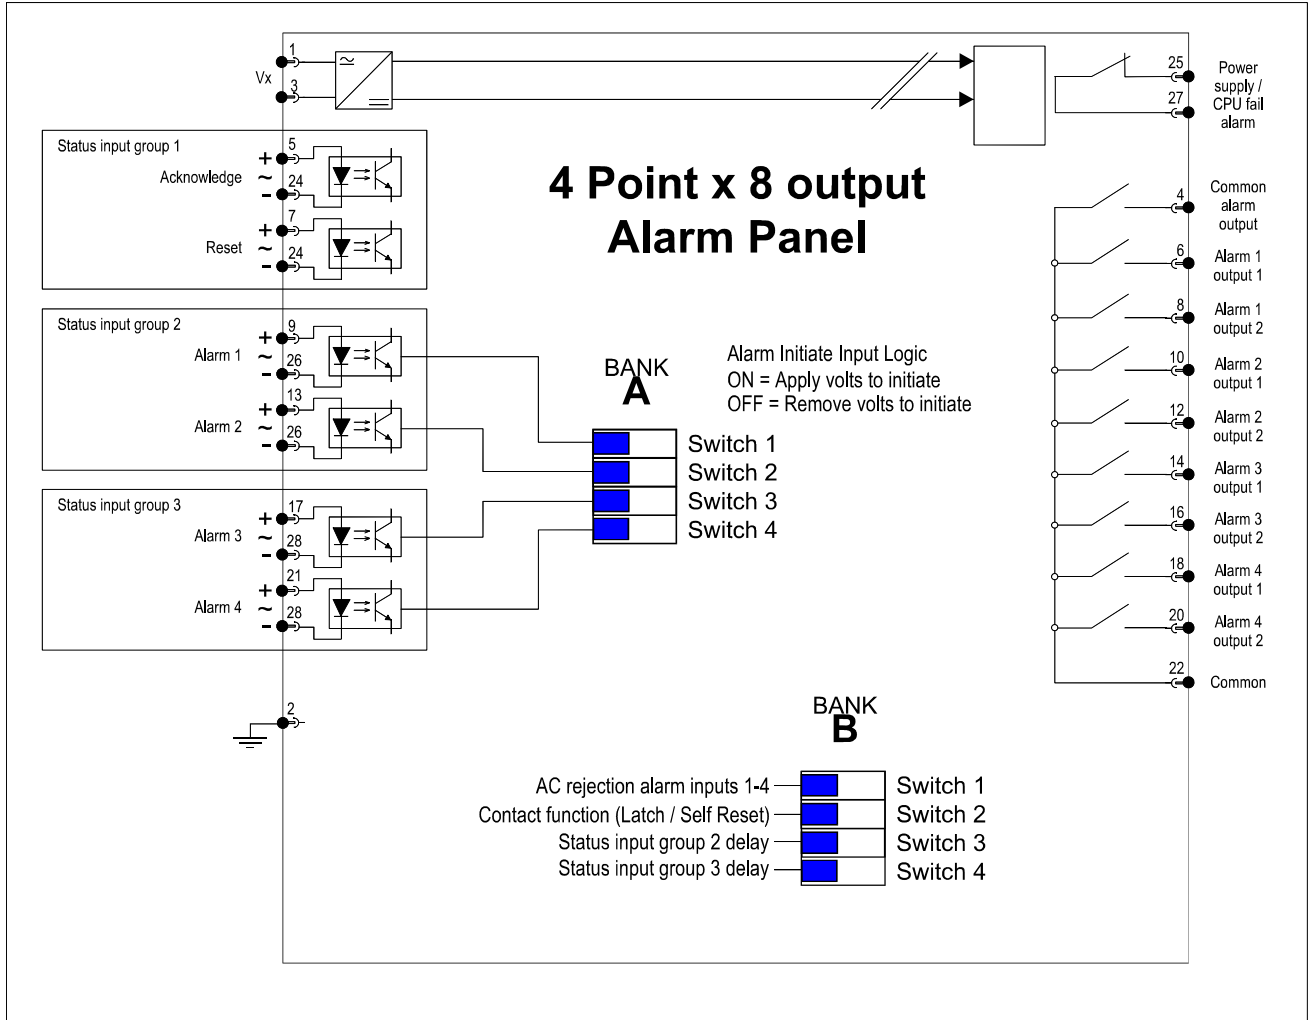 1
Vx
3
25
27
Power
supply /
CPU fail
alarm
Status input group 1
+
5
Acknowledge
~
-
24
+
7
Reset
~
-
24
4 Point x 8 output
Alarm Panel
4
Common
alarm
output
6
Alarm 1
output 1
8
Alarm 1
output 2
10
Alarm 2
output 1
12
Alarm 2
output 2
14
Alarm 3
output 1
16
Alarm 3
output 2
18
Alarm 4
output 1
20
Alarm 4
output 2
22
Common
Status input group 2
+
9
Alarm 1
~
-
26
+
13
Alarm 2
~
-
26
Status input group 3
+
17
Alarm 3
~
-
28
+
21
Alarm 4
~
-
28
2
BANK
A
Alarm Initiate Input Logic
ON = Apply volts to initiate
OFF = Remove volts to initiate
Switch 1
Switch 2
Switch 3
Switch 4
BANK
B
AC rejection alarm inputs 1-4
Switch 1
Contact function (Latch / Self Reset)
Switch 2
Status input group 2 delay
Switch 3
Status input group 3 delay
Switch 4